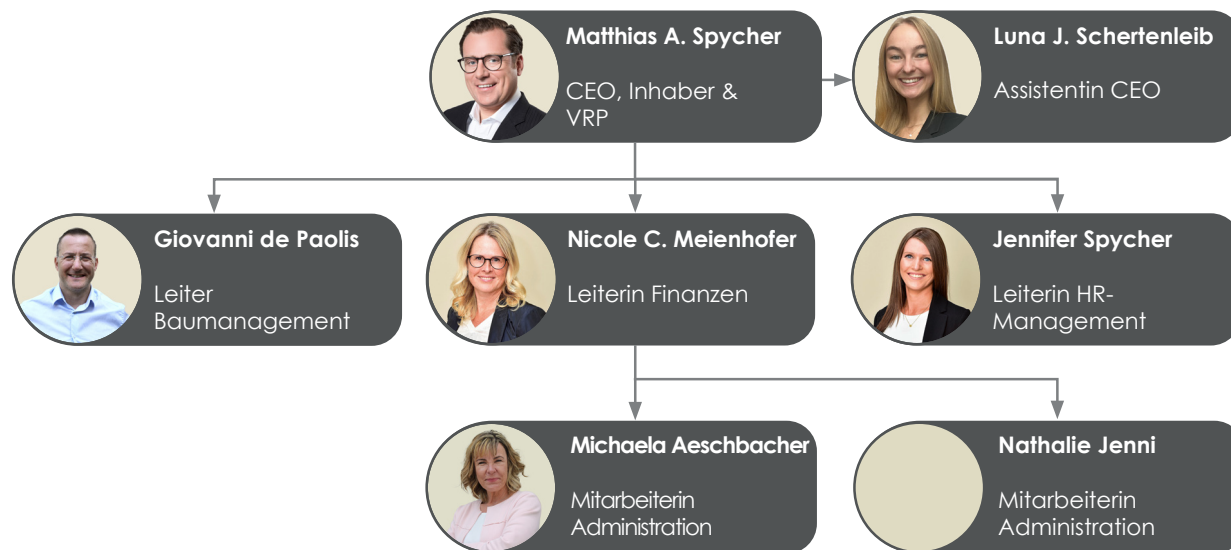 Matthias A. Spycher
CEO, Inhaber &
VRP
Luna J. Schertenleib
Assistentin CEO
Giovanni de Paolis
Leiter
Baumanagement
Nicole C. Meienhofer
Leiterin Finanzen
Jennifer Spycher
Leiterin HR-
Management
Michaela Aeschbacher
Mitarbeiterin
Administration
Nathalie Jenni
Mitarbeiterin
Administration